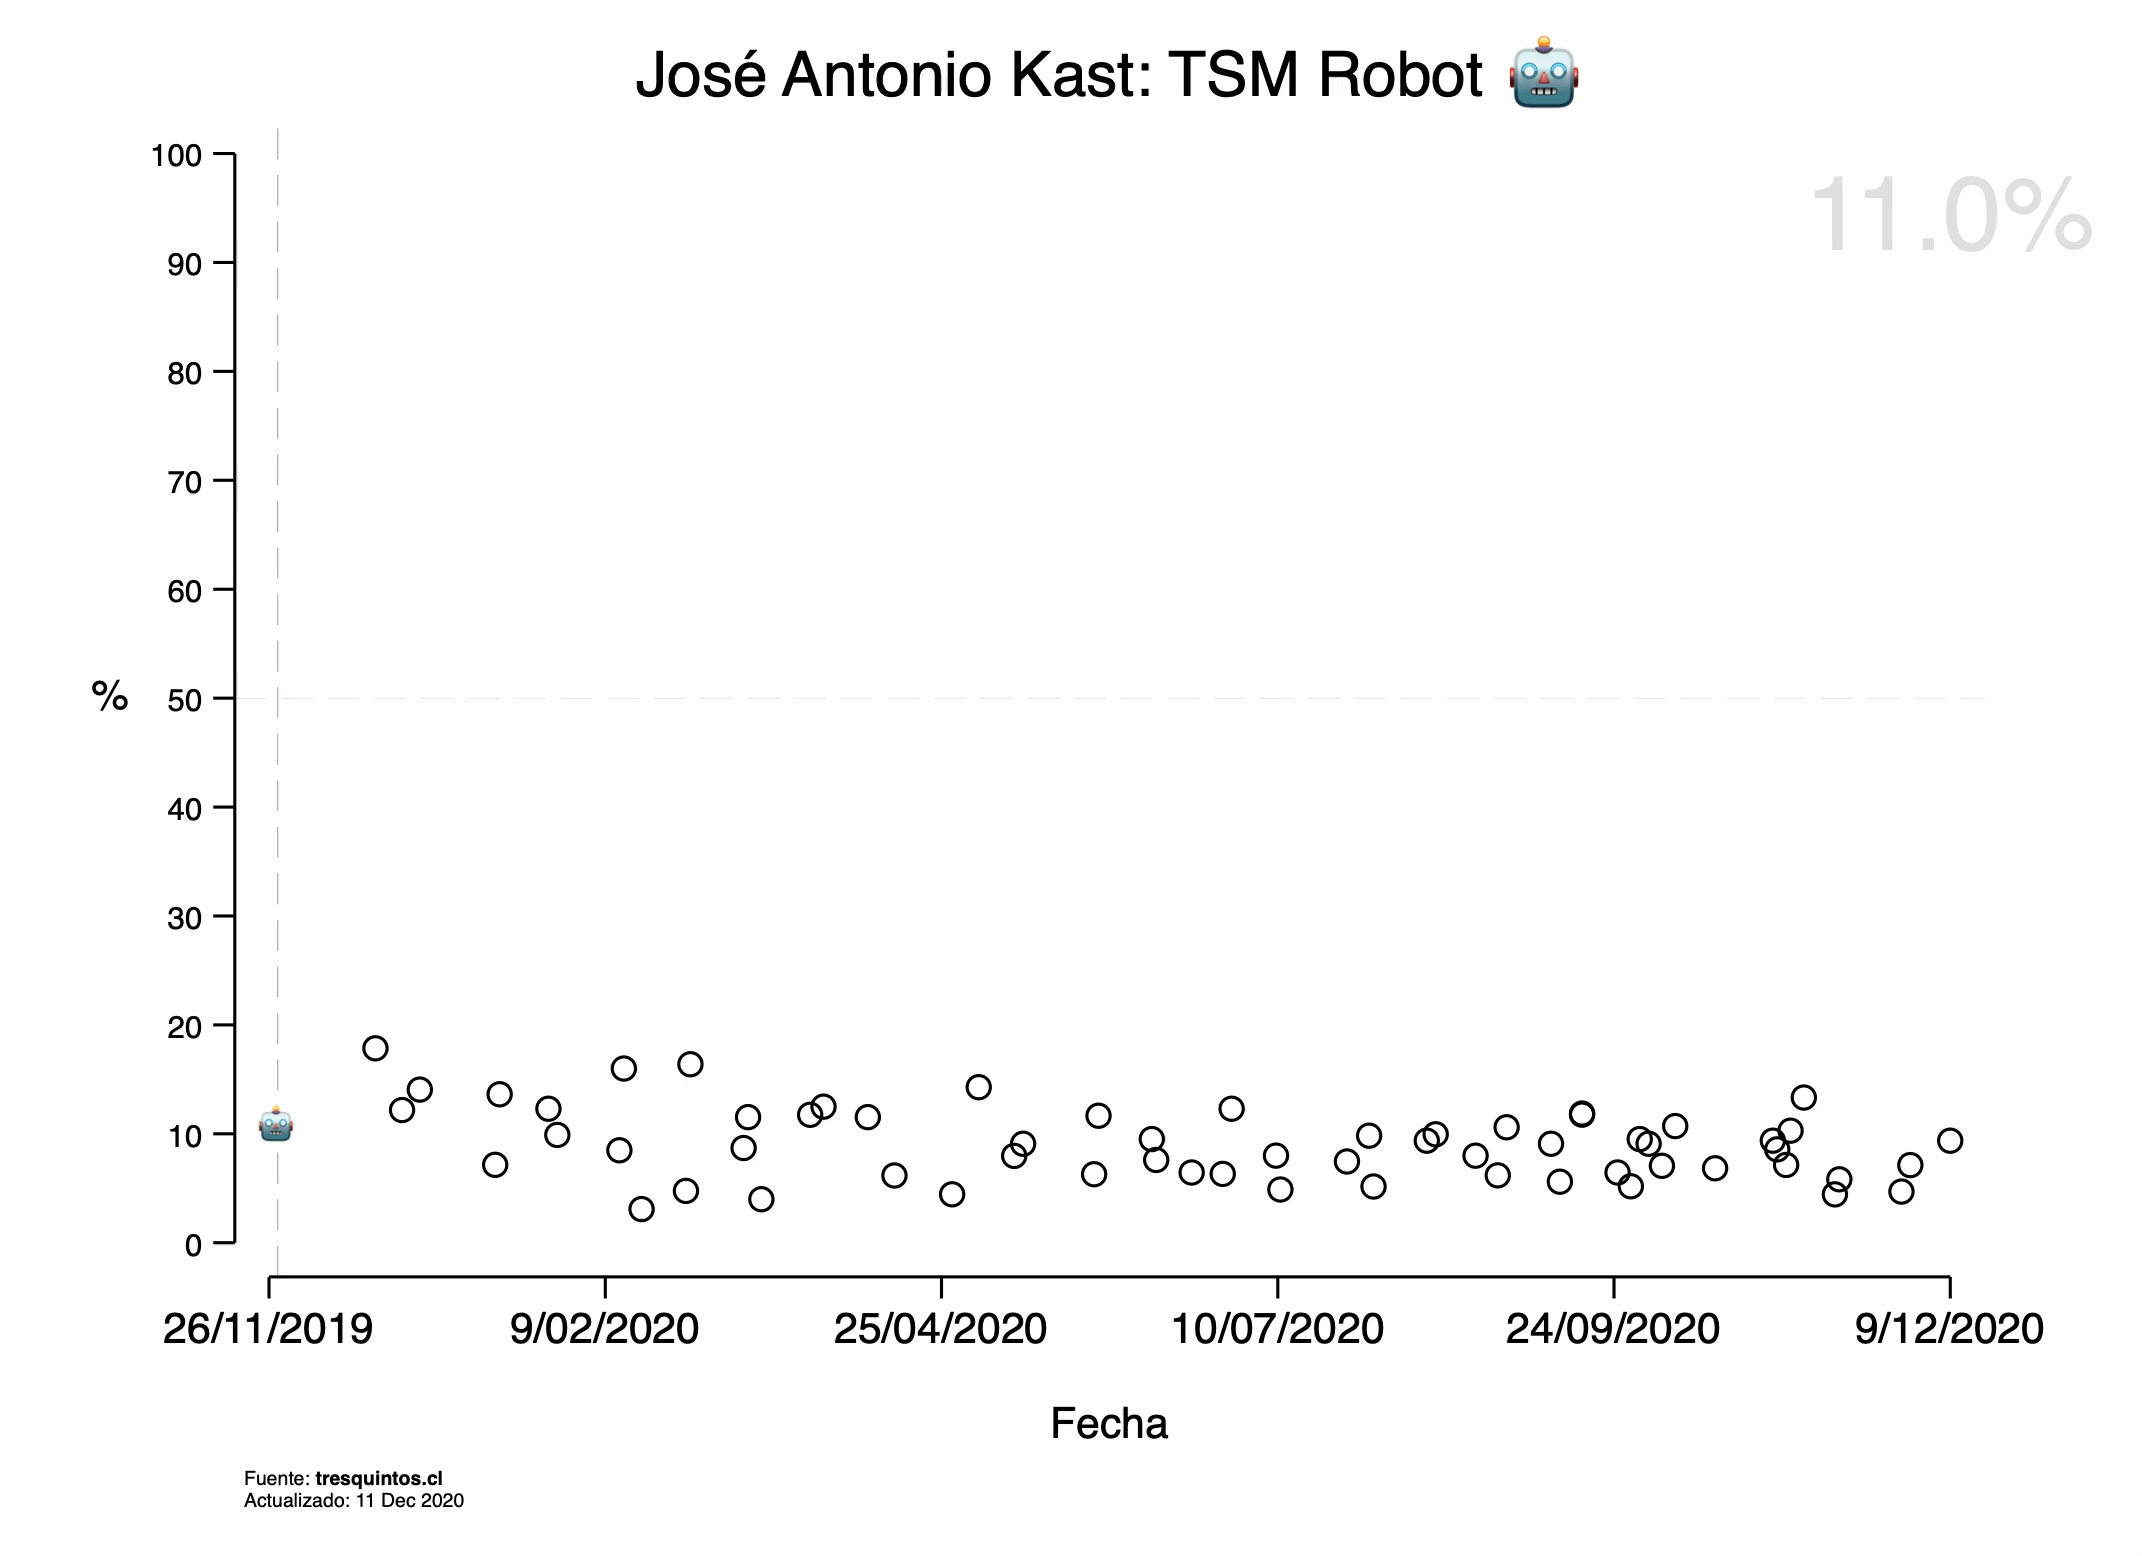 José Antonio Kast: TSM Robot 🤖
11.0%
100
90
80
70
60
50
40
30
20
10
0
%
26/11/2019 9/02/2020 25/04/2020 10/07/2020 24/09/2020 9/12/2020
Fecha
Fuente: tresquintos.cl
Actualizado: 11 Dec 2020